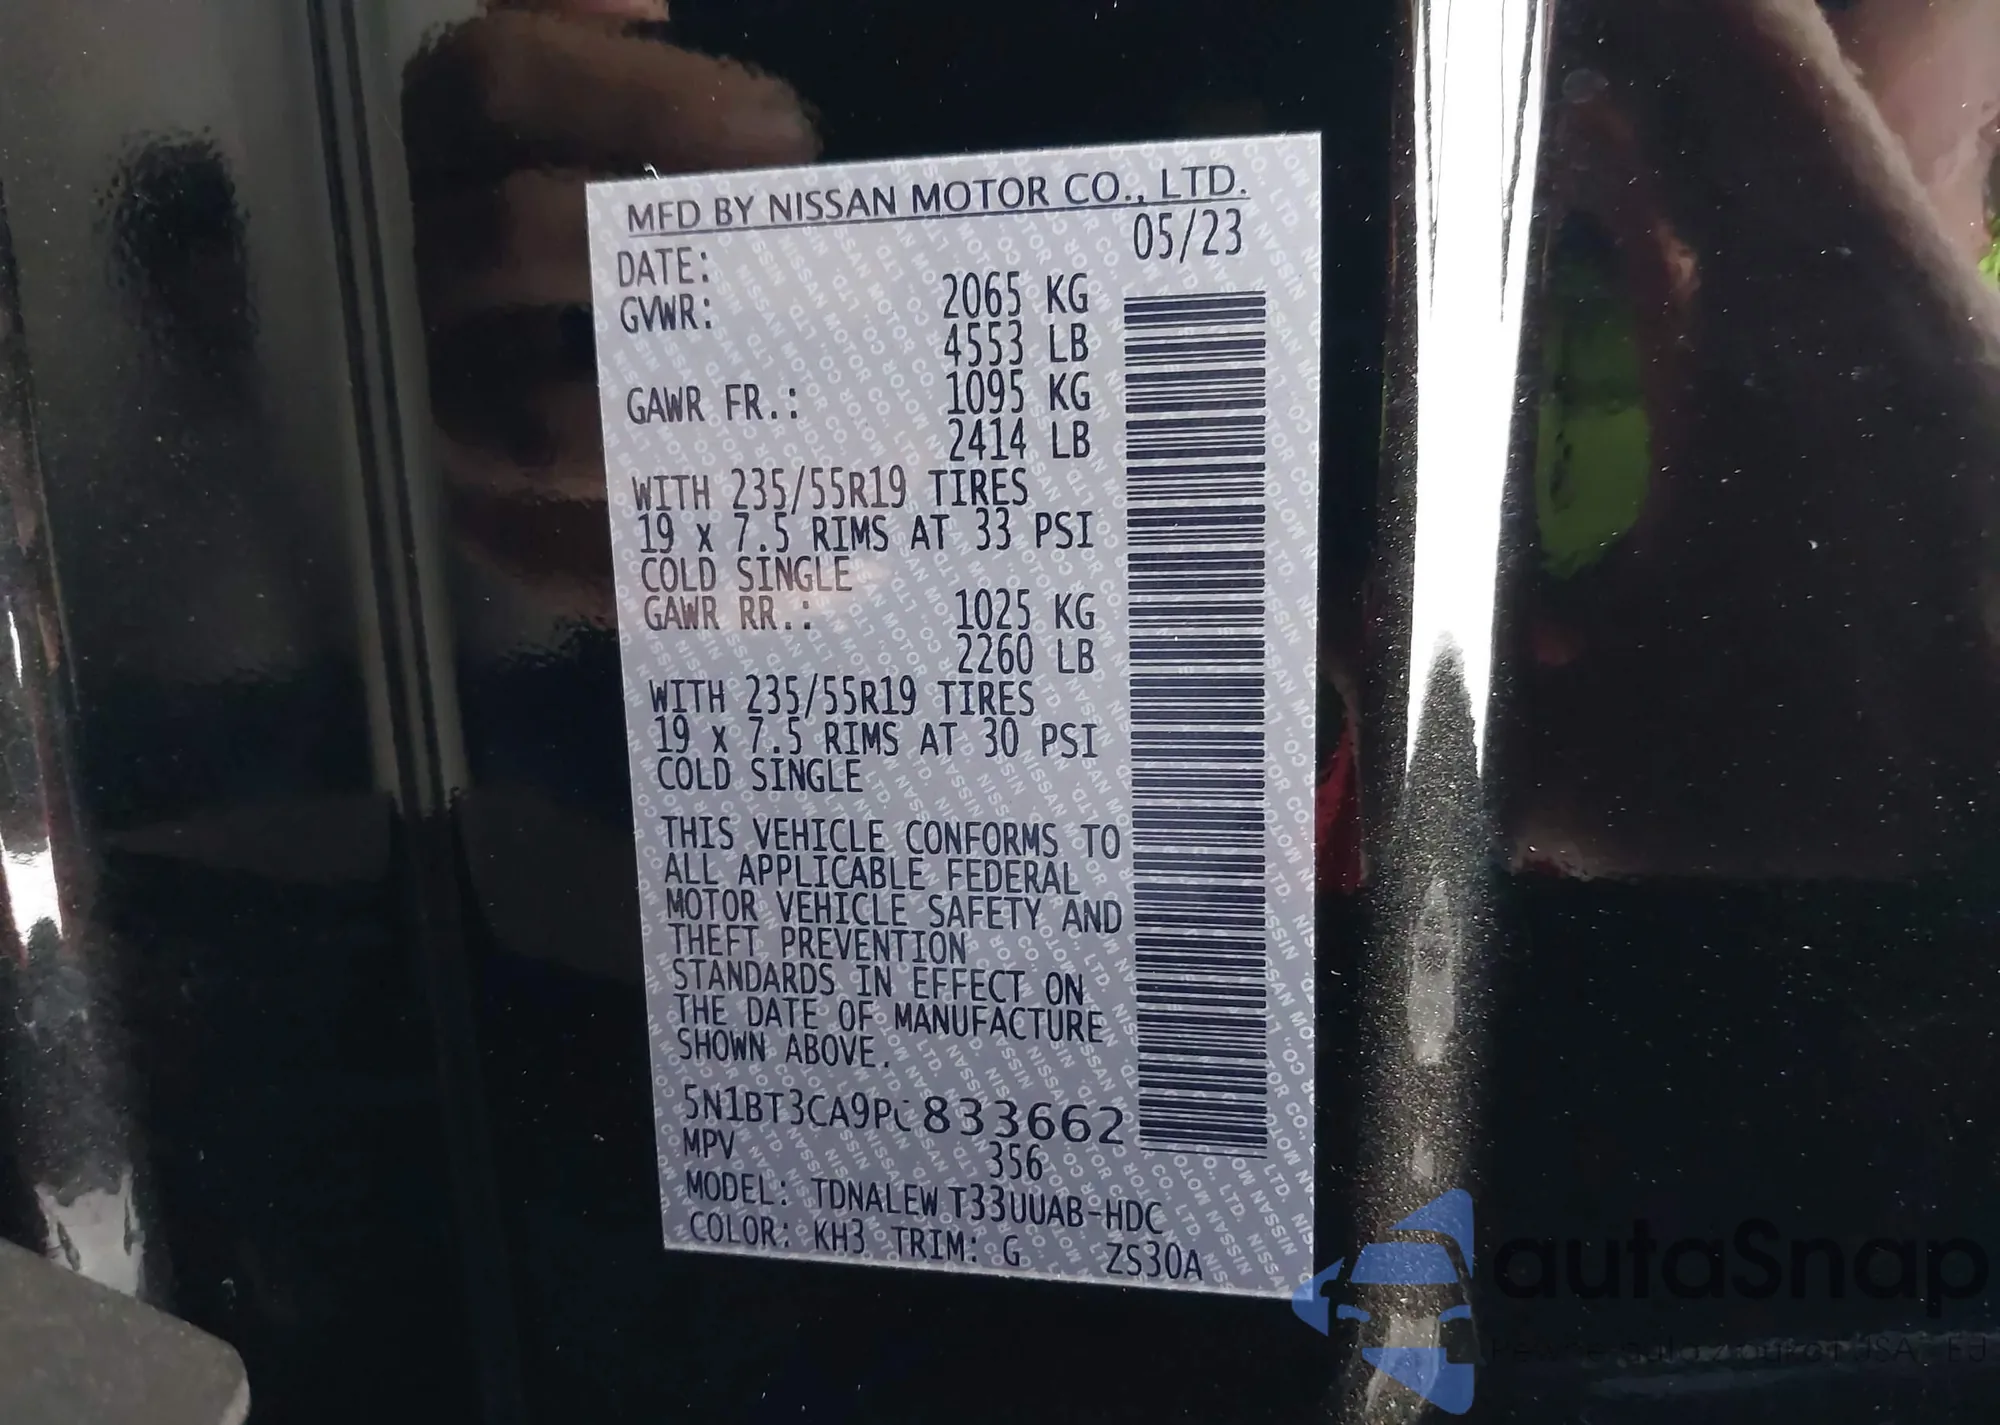 MFD BY NISSAN MOTOR CO., LTD.
DATE: 05/23
GVWR: 2065 KG
4553 LB
GAWR FR.: 1095 KG
2414 LB
WITH 235/55R19 TIRES
19 x 7.5 RIMS AT 33 PSI
COLD SINGLE
GAWR RR.: 1025 KG
2260 LB
WITH 235/55R19 TIRES
19 x 7.5 RIMS AT 30 PSI
COLD SINGLE
THIS VEHICLE CONFORMS TO
ALL APPLICABLE FEDERAL
MOTOR VEHICLE SAFETY AND
THEFT PREVENTION
STANDARDS IN EFFECT ON
THE DATE OF MANUFACTURE
SHOWN ABOVE.
833662
MPV 356
MODEL: TDNALEW T33UUAB-HDC
COLOR: KH3 TRIM: G ZS30A
autaSnap